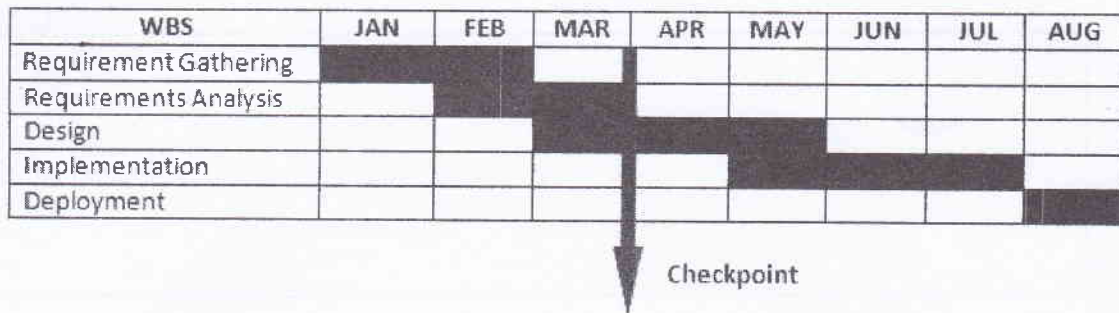 WBS JAN FEB MAR APR MAY JUN JUL AUG
Requirement Gathering
Requirements Analysis
Design
Implementation
Deployment
Checkpoint